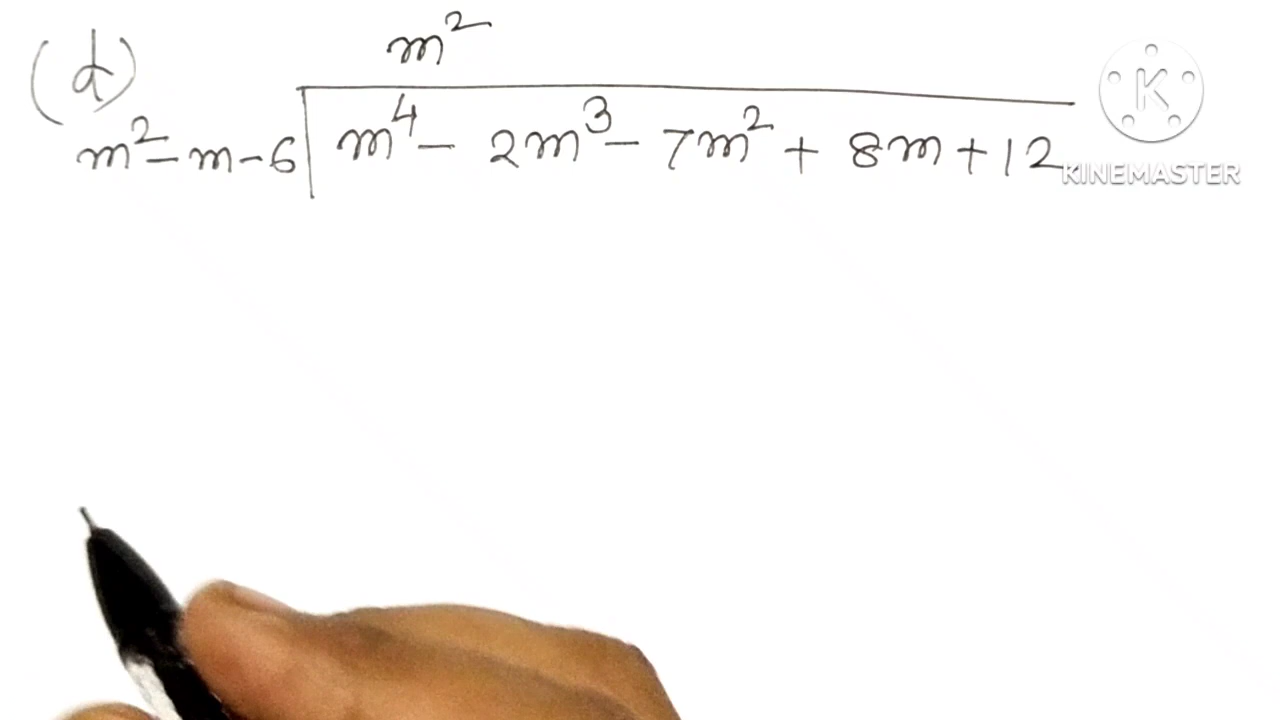 (d) m²
m²-m-6 | m⁴ - 2m³ - 7m² + 8m + 12
K
KINEMASTER